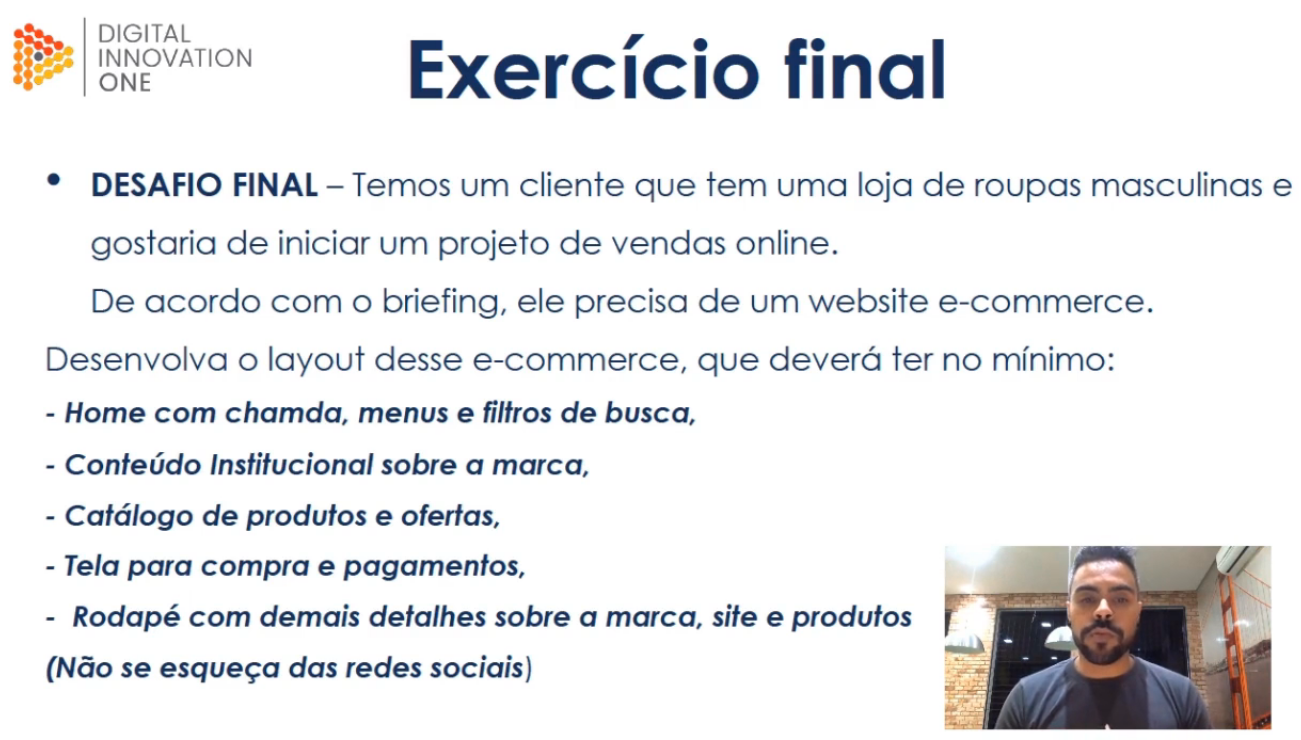 DIGITAL
INNOVATION
ONE
Exercício final
• DESAFIO FINAL – Temos um cliente que tem uma loja de roupas masculinas e
gostaria de iniciar um projeto de vendas online.
De acordo com o briefing, ele precisa de um website e-commerce.
Desenvolva o layout desse e-commerce, que deverá ter no mínimo:
- Home com chamda, menus e filtros de busca,
- Conteúdo Institucional sobre a marca,
- Catálogo de produtos e ofertas,
- Tela para compra e pagamentos,
- Rodapé com demais detalhes sobre a marca, site e produtos
(Não se esqueça das redes sociais)